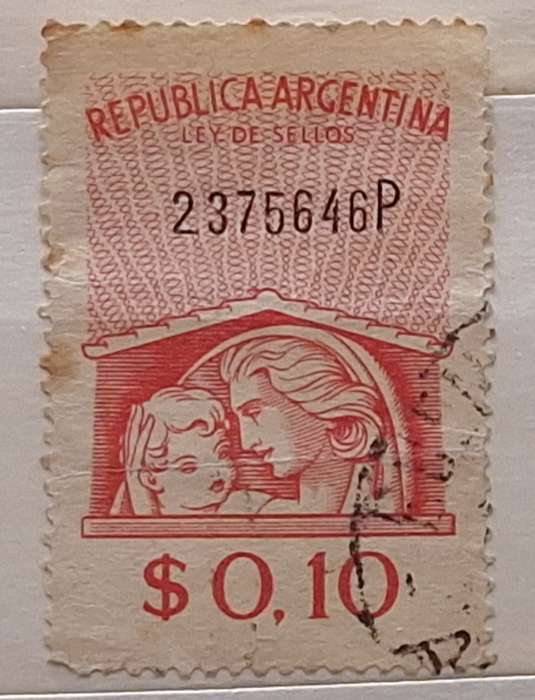 REPUBLICA ARGENTINA
LEY DE SELLOS
2375646P
$ 0,10